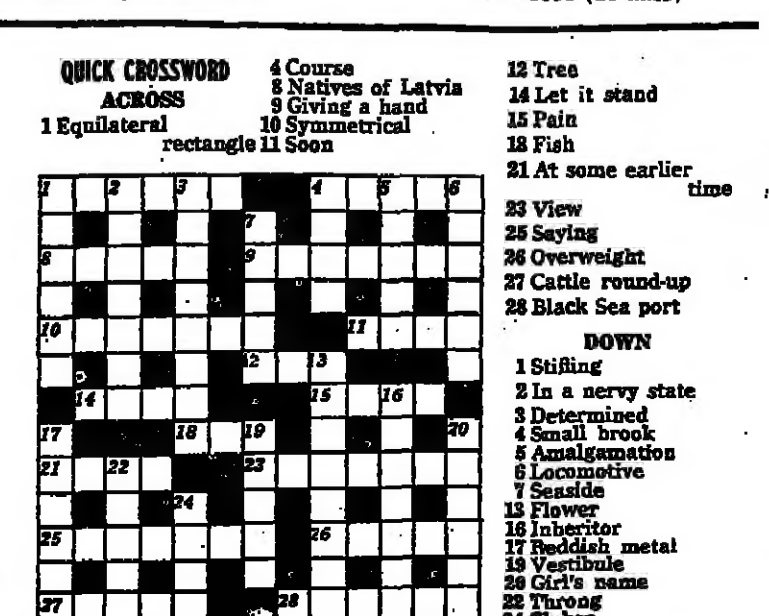 QUICK CROSSWORD
ACROSS
1 Equilateral
rectangle
4 Course
8 Natives of Latvia
9 Giving a hand
10 Symmetrical
11 Soon
12 Tree
14 Let it stand
15 Pain
18 Fish
21 At some earlier
time
23 View
25 Saying
26 Overweight
27 Cattle round-up
28 Black Sea port
DOWN
1 Stifling
2 In a nervy state
3 Determined
4 Small brook
5 Amalgamation
6 Locomotive
7 Seaside
13 Flower
16 Inheritor
17 Reddish metal
19 Vestibule
20 Girl's name
22 Throng
1 2 3 4 5 6
7
8 9
10 11
12 13
14 15 16
17 18 19 20
21 22 23
24
25 26
27 28